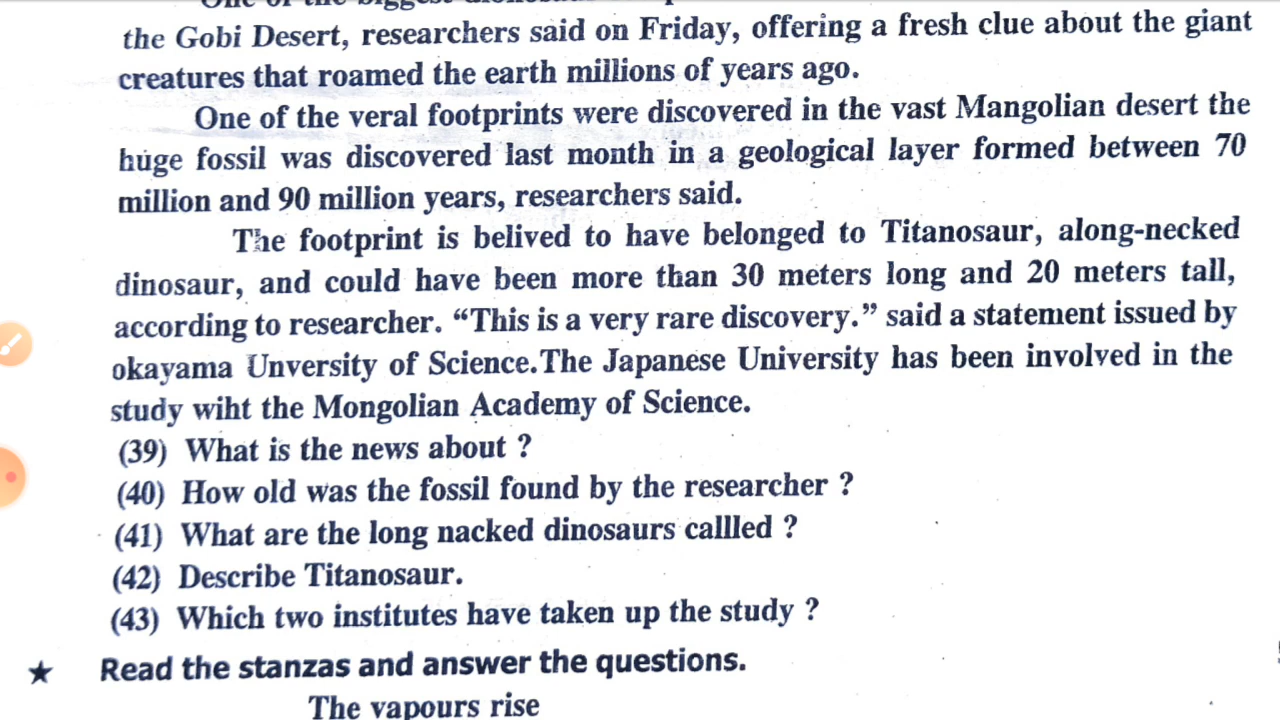 One of the biggest
the Gobi Desert, researchers said on Friday, offering a fresh clue about the giant
creatures that roamed the earth millions of years ago.
One of the veral footprints were discovered in the vast Mangolian desert the
huge fossil was discovered last month in a geological layer formed between 70
million and 90 million years, researchers said.
The footprint is belived to have belonged to Titanosaur, along-necked
dinosaur, and could have been more than 30 meters long and 20 meters tall,
according to researcher. “This is a very rare discovery.” said a statement issued by
okayama Unversity of Science.The Japanese University has been involved in the
study wiht the Mongolian Academy of Science.
(39) What is the news about ?
(40) How old was the fossil found by the researcher ?
(41) What are the long nacked dinosaurs callled ?
(42) Describe Titanosaur.
(43) Which two institutes have taken up the study ?
★ Read the stanzas and answer the questions.
The vapours rise